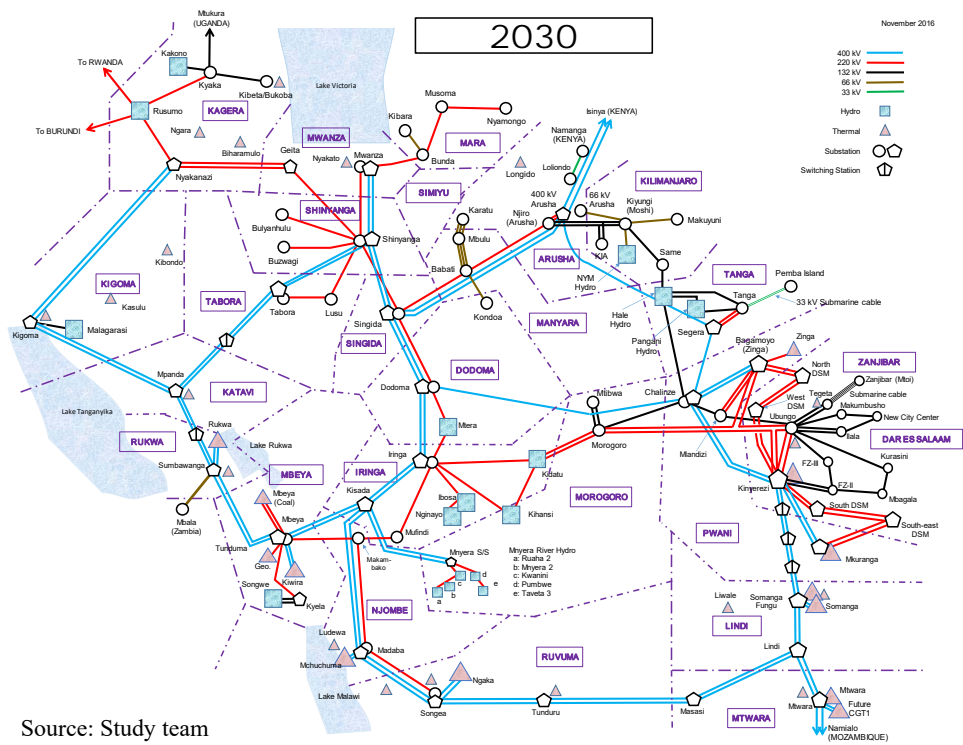 2030
November 2016
400 kV
220 kV
132 kV
66 kV
33 kV
Hydro
Thermal
Substation
Switching Statiion
Mtukura
(UGANDA)
Kakono
To RWANDA
Kyaka
Kibeta/Bukoba
Rusumo
KAGERA
To BURUNDI
Ngara
Biharamulo
Nyakanazi
Geita
Lake Victoria
MWANZA
Nyakato
Mwanza
Kibara
Musoma
Nyamongo
MARA
Bunda
SIMIYU
Longido
Isinya (KENYA)
Namanga
(KENYA)
Loliondo
KILIMANJARO
400 kV
Arusha
66 kV
Arusha
Kiyungi
(Moshi)
Makuyuni
Njiro
(Arusha)
KIA
ARUSHA
NYM
Hydro
Same
SHINYANGA
Bulyanhulu
Buzwagi
Shinyanga
Karatu
Mbulu
Babati
Kondoa
MANYARA
TANGA
Pemba Island
Tanga
33 kV Submarine cable
Hale
Hydro
Pangani
Hydro
Segera
KIGOMA
Kibondo
Kasulu
Kigoma
Malagarasi
TABORA
Tabora
Lusu
Singida
SINGIDA
DODOMA
Dodoma
Bagamoyo
(Zinga)
Zinga
North
DSM
ZANJIBAR
Zanjibar (Mtoi)
Submarine cable
Tegeta
West
DSM
Makumbusho
New City Center
Ubungo
Ilala
DAR ES SALAAM
Kurasini
FZ-III
FZ-II
Mbagala
Mpanda
KATAVI
Lake Tanganyika
RUKWA
Rukwa
Lake Rukwa
Sumbawanga
Mbala
(Zambia)
MBEYA
Mbeya
(Coal)
Mbeya
IRINGA
Iringa
Mtera
Kisada
Ibosa
Nginayo
Kihansi
Kidatu
Mtibwa
Chalinze
Morogoro
MOROGORO
Mlandizi
Kinyerezi
South DSM
South-east
DSM
Mkuranga
PWANI
Tunduma
Geo.
Kiwira
Songwe
Kyela
Mufindi
Makam-
bako
Mnyera S/S
a
b
c
d
e
Mnyera River Hydro
a: Ruaha 2
b: Mnyera 2
c: Kwanini
d: Pumbwe
e: Taveta 3
NJOMBE
Ludewa
Mchuchuma
Madaba
Lake Malawi
RUVUMA
Ngaka
Songea
Tunduru
Masasi
Liwale
Somanga
Fungu
Somanga
LINDI
Lindi
MTWARA
Mtwara
Mtwara
Future
CGT1
Namialo
(MOZAMBIQUE)
Source: Study team